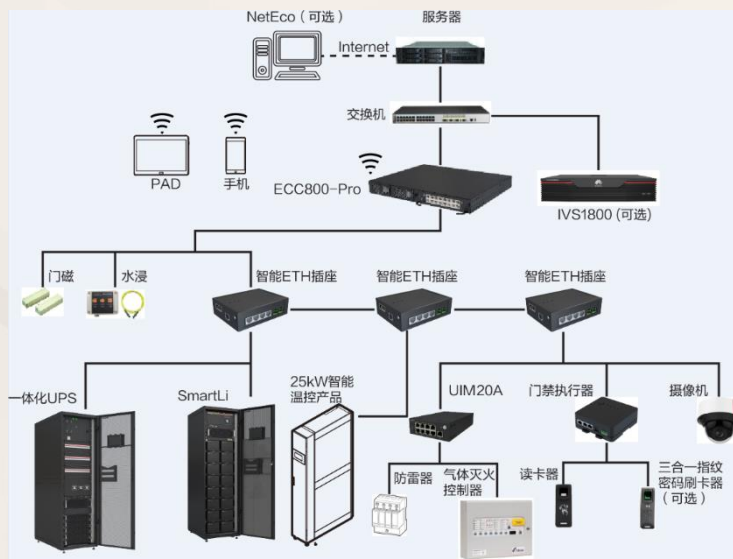 NetEco（可选）
服务器
Internet
交换机
PAD
手机
ECC800-Pro
IVS1800 (可选)
门磁
水浸
智能ETH插座
智能ETH插座
智能ETH插座
一体化UPS
SmartLi
25kW智能
温控产品
UIM20A
门禁执行器
摄像机
防雷器
气体灭火
控制器
读卡器
三合一指纹
密码刷卡器
（可选）